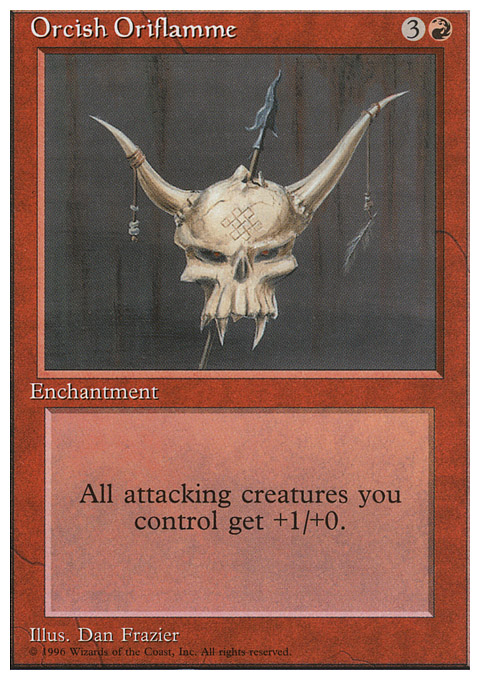 Orcish Oriflamme 3
Enchantment
All attacking creatures you
control get +1/+0.
Illus. Dan Frazier
© 1996 Wizards of the Coast, Inc. All rights reserved.